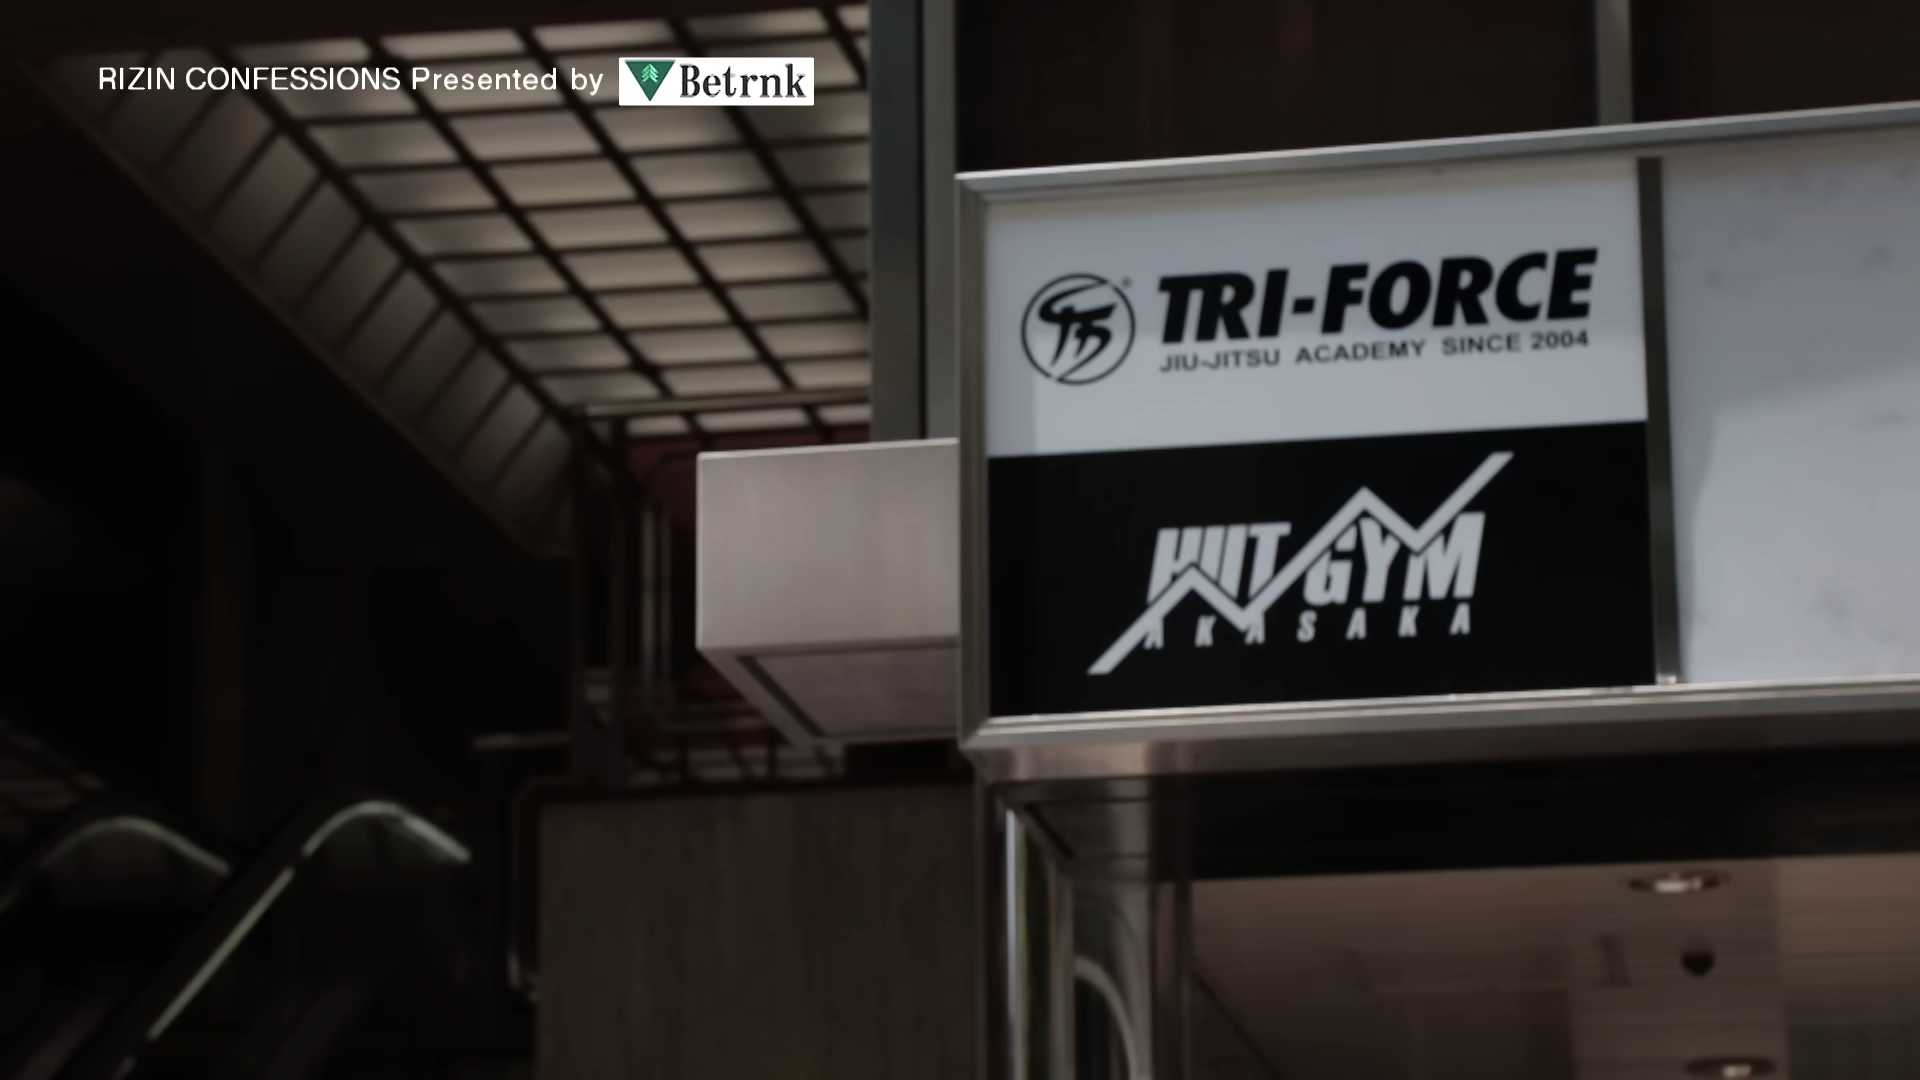 RIZIN CONFESSIONS Presented by Betrnk
TRI-FORCE
JIU-JITSU ACADEMY SINCE 2004
HIIT GYM
AKASAKA